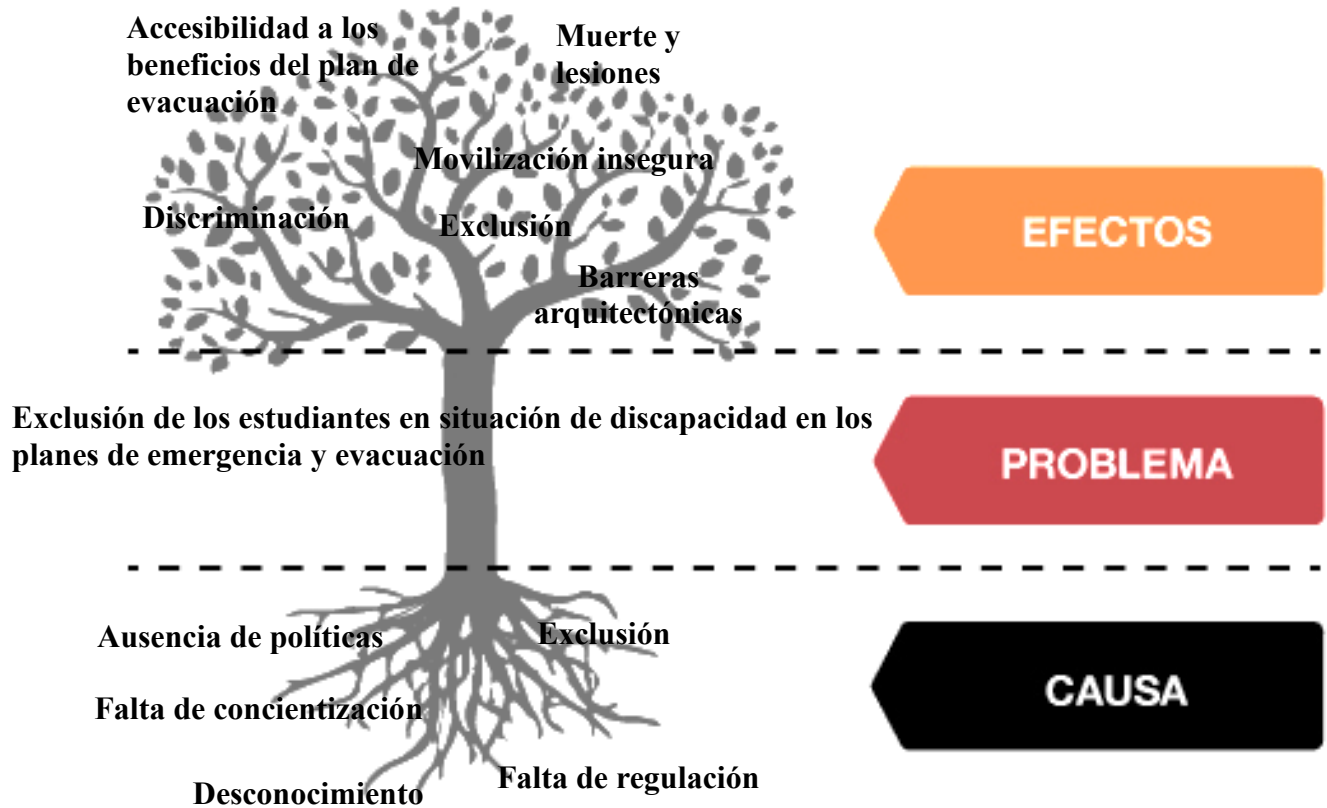 Accesibilidad a los
beneficios del plan de
evacuación
Muerte y
lesiones
Movilización insegura
Discriminación
Exclusión
Barreras
arquitectónicas
EFECTOS
Exclusión de los estudiantes en situación de discapacidad en los
planes de emergencia y evacuación
PROBLEMA
Ausencia de políticas
Exclusión
Falta de concientización
CAUSA
Falta de regulación
Desconocimiento